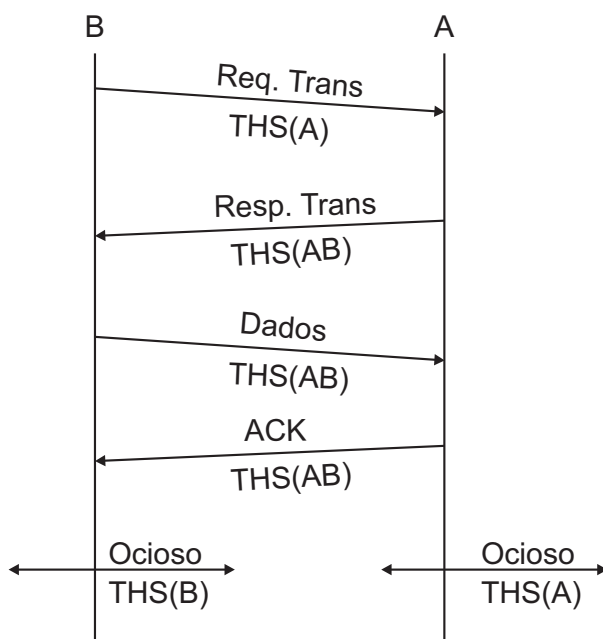 B
A
Req. Trans
THS(A)
Resp. Trans
THS(AB)
Dados
THS(AB)
ACK
THS(AB)
Ocioso
THS(B)
Ocioso
THS(A)